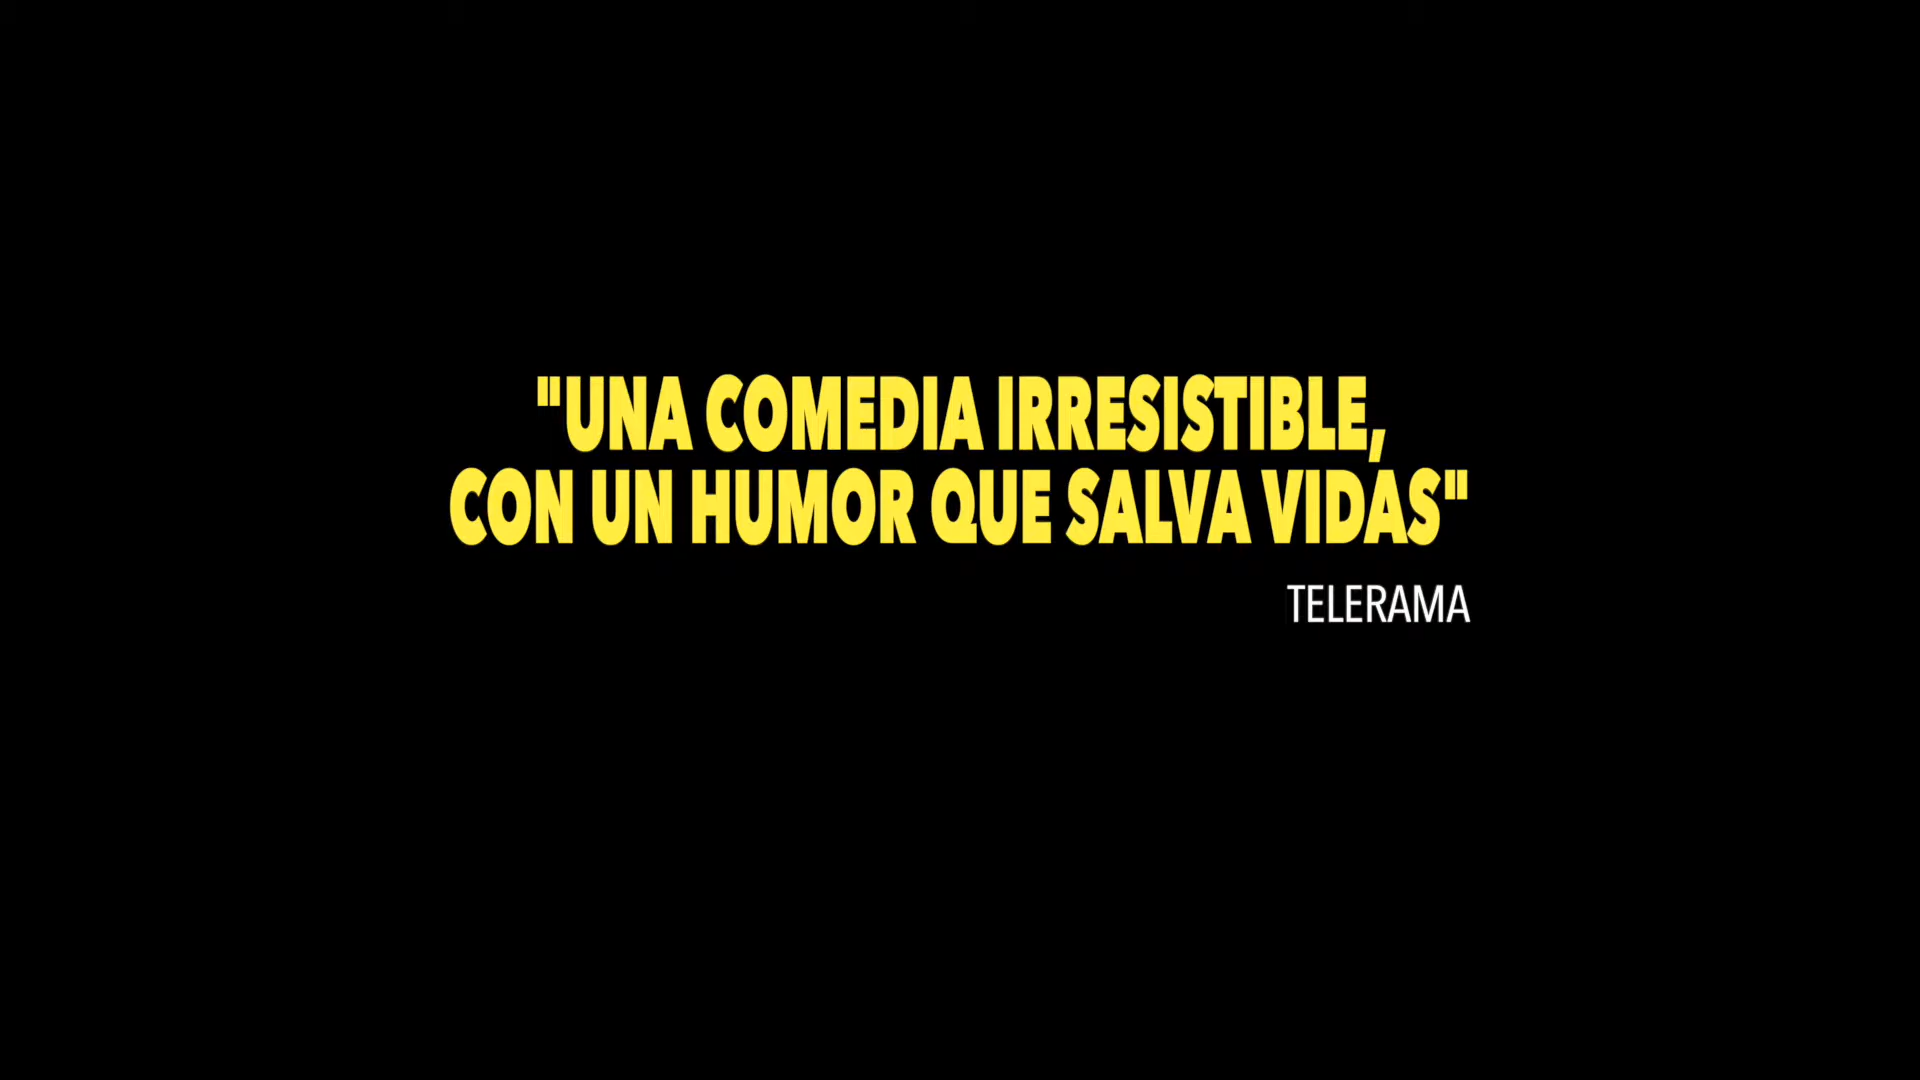 "UNA COMEDIA IRRESISTIBLE,
CON UN HUMOR QUE SALVA VIDAS"
TELERAMA